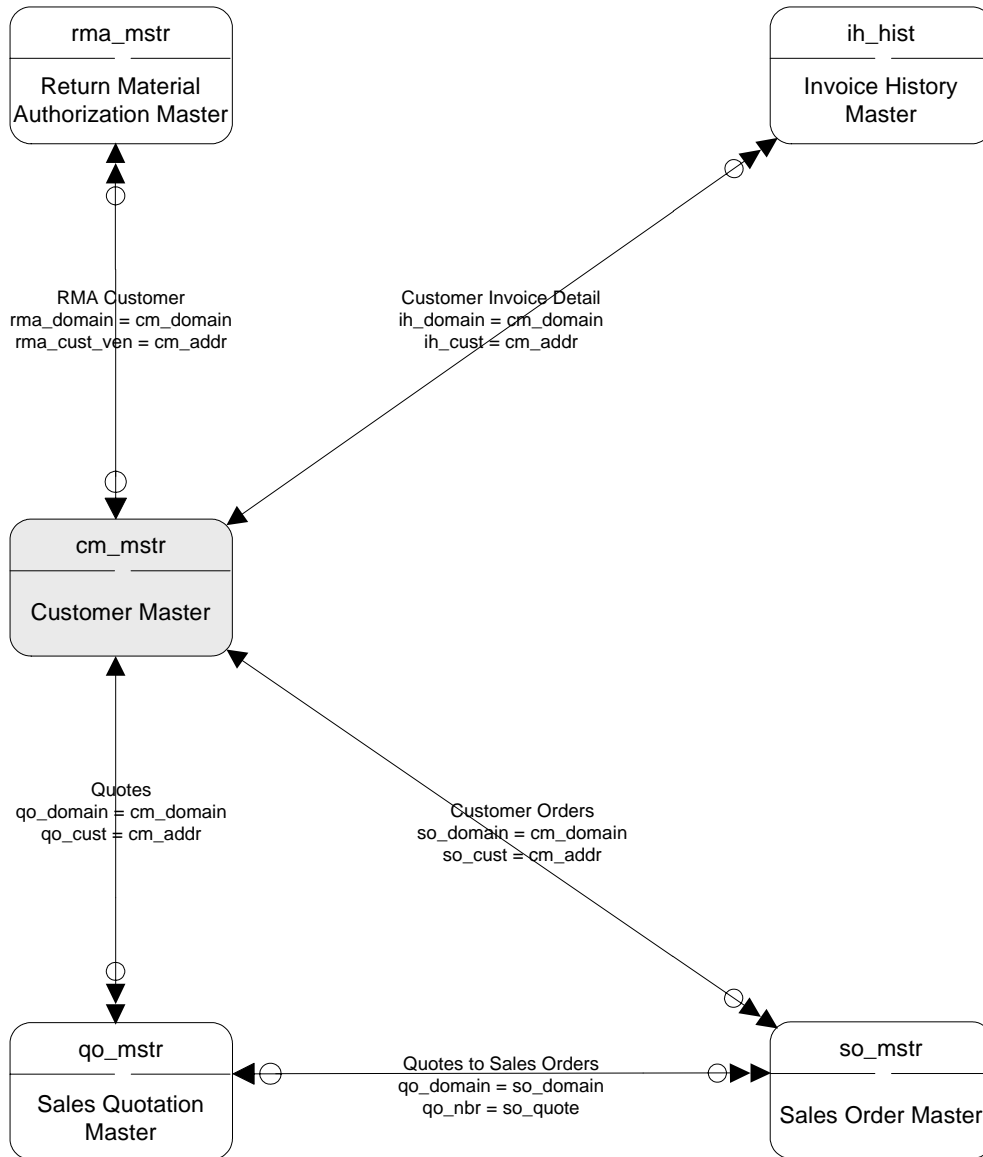 rma_mstr
Return Material
Authorization Master
ih_hist
Invoice History
Master
RMA Customer
rma_domain = cm_domain
rma_cust_ven = cm_addr
Customer Invoice Detail
ih_domain = cm_domain
ih_cust = cm_addr
cm_mstr
Customer Master
Quotes
qo_domain = cm_domain
qo_cust = cm_addr
Customer Orders
so_domain = cm_domain
so_cust = cm_addr
qo_mstr
Sales Quotation
Master
Quotes to Sales Orders
qo_domain = so_domain
qo_nbr = so_quote
so_mstr
Sales Order Master